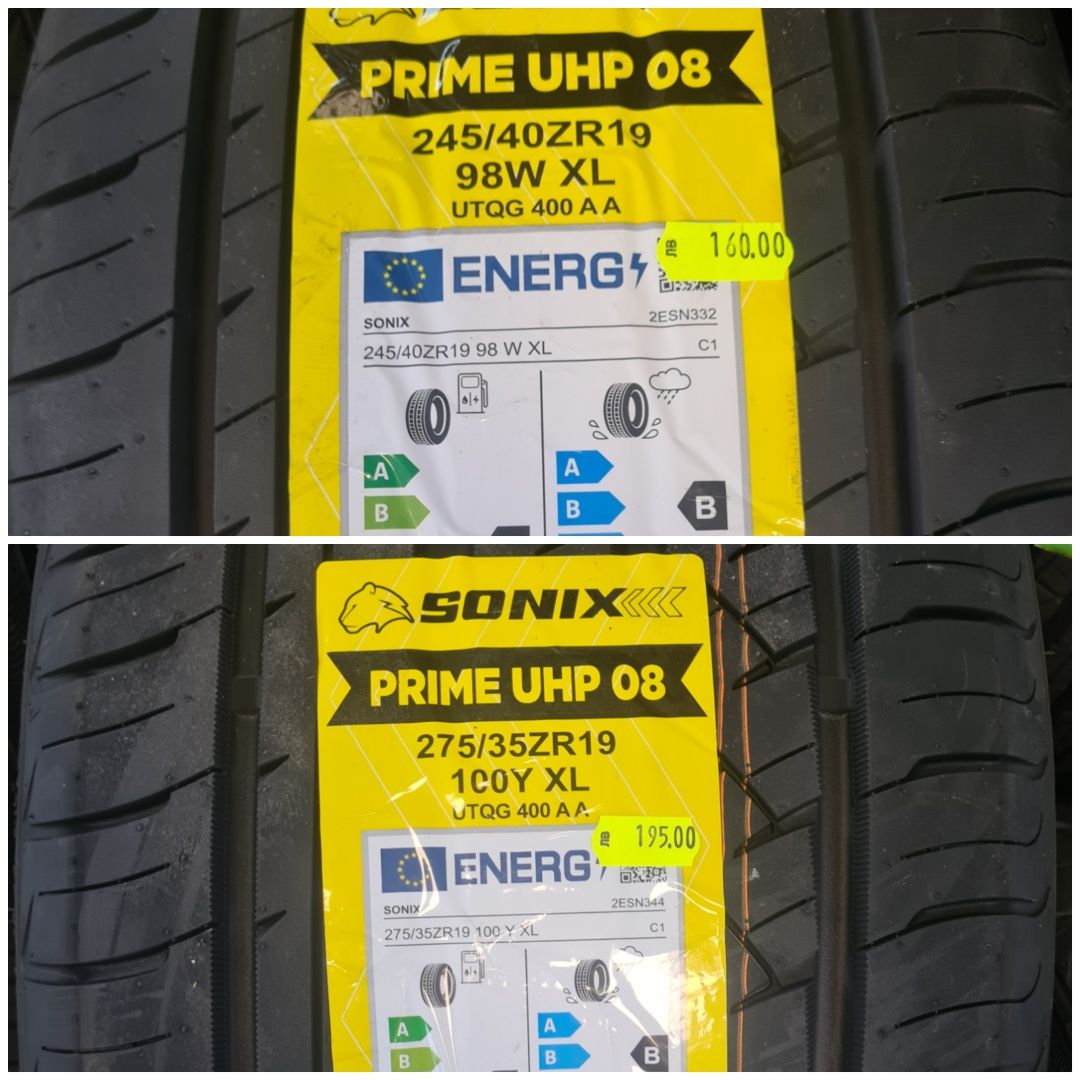 PRIME UHP 08
245/40ZR19
98W XL
UTQG 400 A A
ENERG
ЛВ 160.00
SONIX 2ESN332
245/40ZR19 98 W XL C1
A A
B B B
SONIX
PRIME UHP 08
275/35ZR19
100Y XL
UTQG 400 A A
ЛВ 195.00
ENERG
SONIX 2ESN344
275/35ZR19 100 Y XL C1
A A
B B B